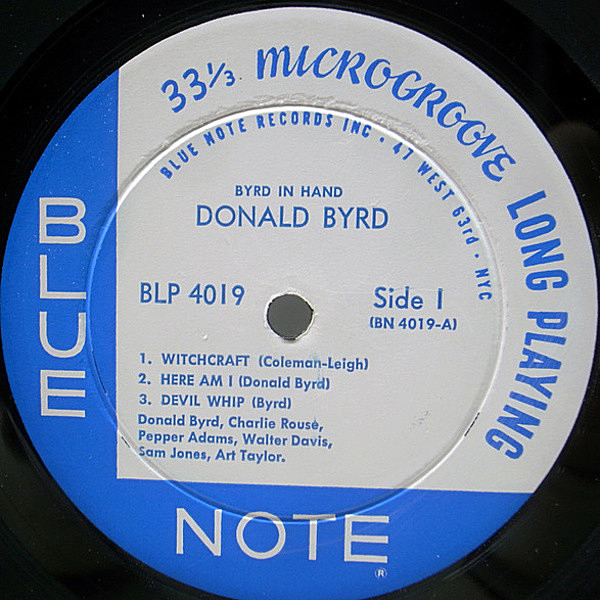 33⅓ MICROGROOVE LONG PLAYING
BLUE NOTE RECORDS INC • 47 WEST 63rd • NYC
BYRD IN HAND
DONALD BYRD
BLP 4019
Side 1
(BN 4019-A)
1. WITCHCRAFT (Coleman-Leigh)
2. HERE AM I (Donald Byrd)
3. DEVIL WHIP (Byrd)
Donald Byrd, Charlie Rouse,
Pepper Adams, Walter Davis,
Sam Jones, Art Taylor.
BLUE
NOTE
®